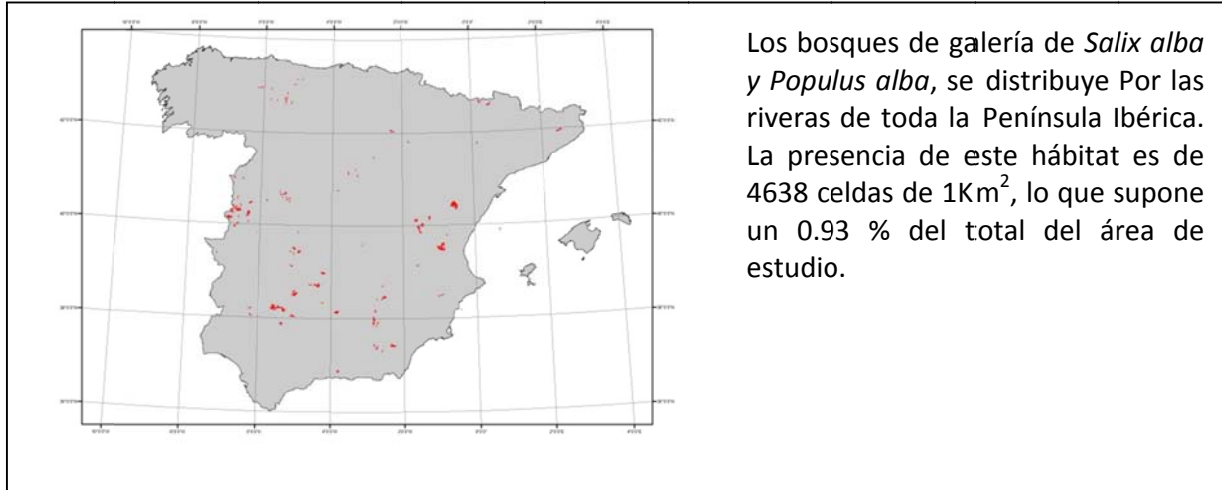 Los bosques de galería de Salix alba
y Populus alba, se distribuye Por las
riveras de toda la Península Ibérica.
La presencia de este hábitat es de
4638 celdas de 1Km², lo que supone
un 0.93 % del total del área de
estudio.